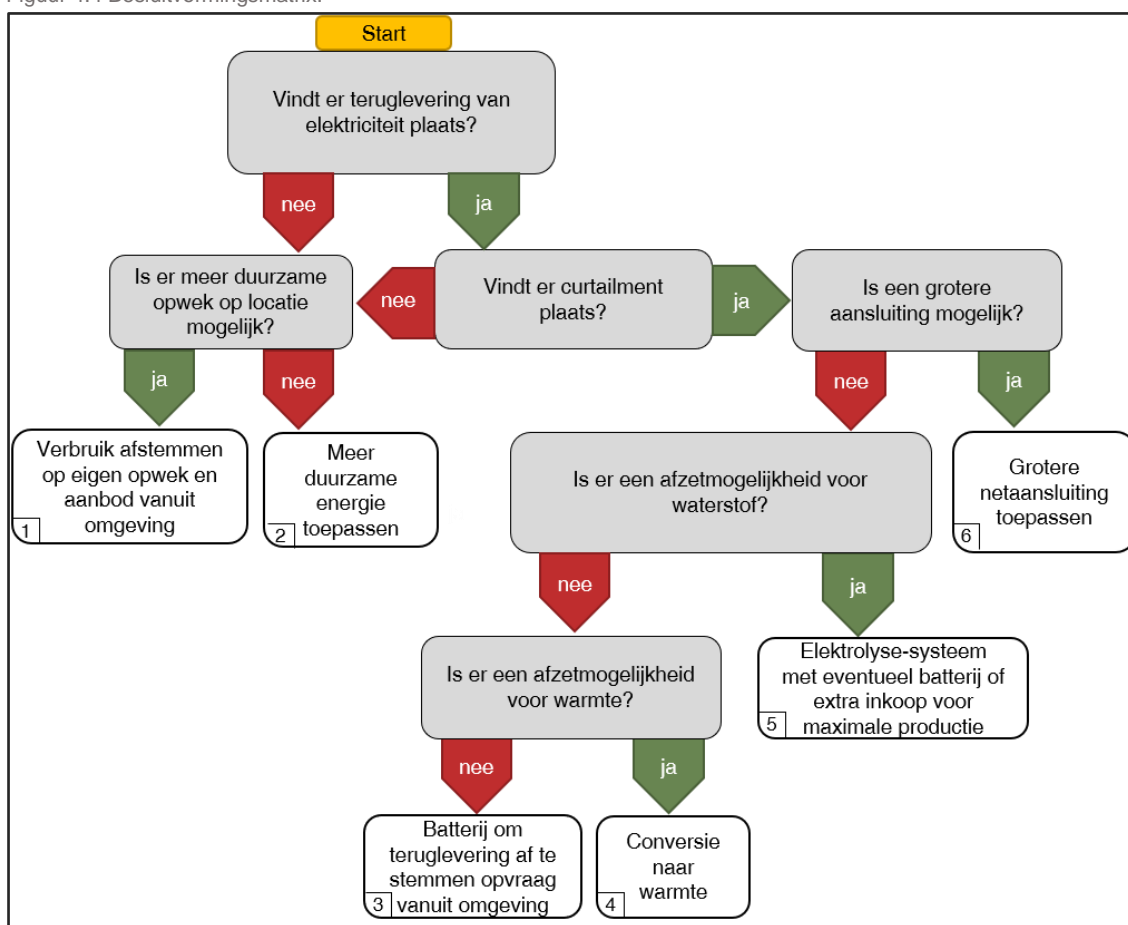 Start
Vindt er teruglevering van
elektriciteit plaats?
nee
ja
Is er meer duurzame
opwek op locatie
mogelijk?
nee
Vindt er curtailment
plaats?
ja
Is een grotere
aansluiting mogelijk?
ja
nee
nee
ja
Verbruik afstemmen
op eigen opwek en
aanbod vanuit
omgeving
1
Meer
duurzame
energie
toepassen
2
Is er een afzetmogelijkheid voor
waterstof?
Grotere
netaansluiting
toepassen
6
nee
ja
Is er een afzetmogelijkheid
voor warmte?
Elektrolyse-systeem
met eventueel batterij of
extra inkoop voor
maximale productie
5
nee
ja
Batterij om
teruglevering af te
stemmen opvraag
vanuit omgeving
3
Conversie
naar
warmte
4